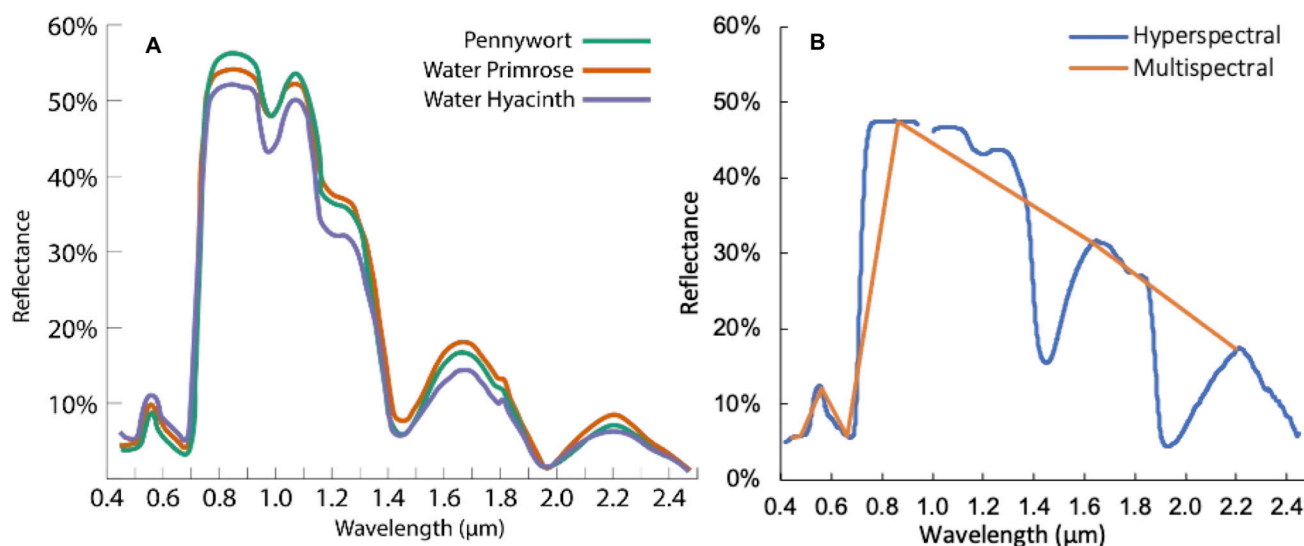 A
Pennywort
Water Primrose
Water Hyacinth
60%
50%
40%
30%
20%
10%
Reflectance
0.4 0.6 0.8 1.0 1.2 1.4 1.6 1.8 2.0 2.2 2.4
Wavelength (µm)
B
Hyperspectral
Multispectral
60%
50%
40%
30%
20%
10%
0%
Reflectance
0.4 0.6 0.8 1.0 1.2 1.4 1.6 1.8 2.0 2.2 2.4
Wavelength (µm)